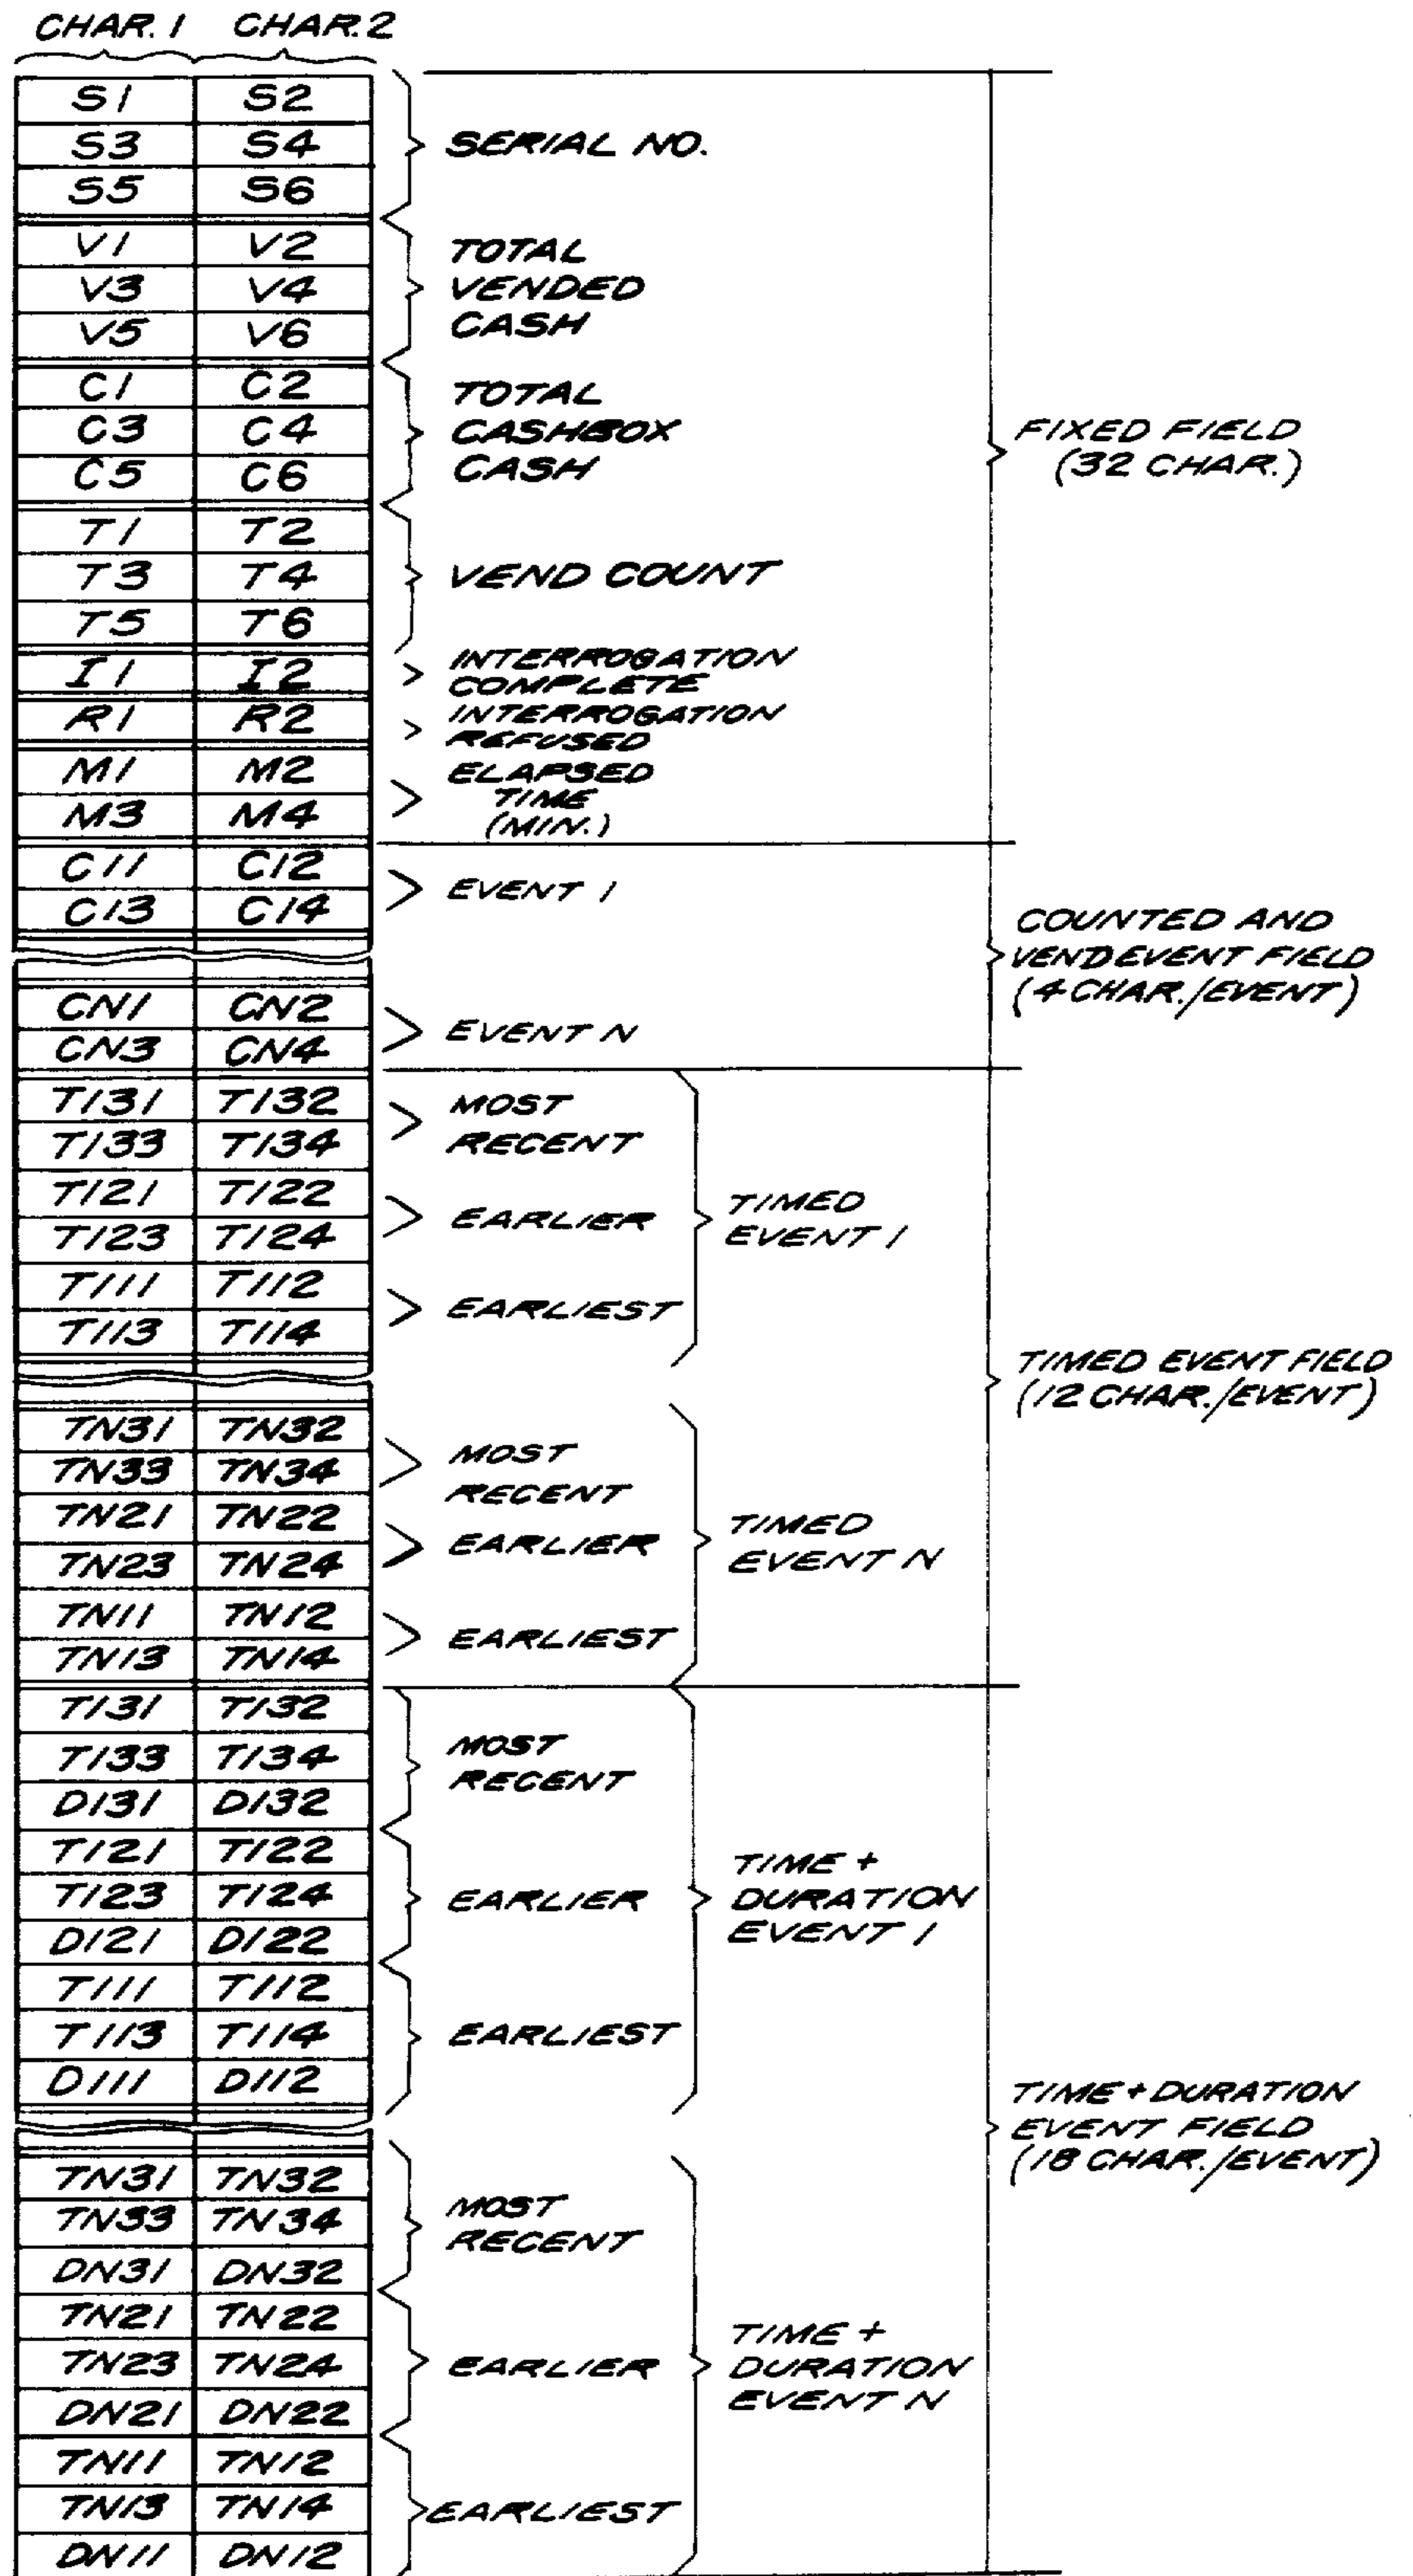 CHAR. 1 CHAR. 2
S1 S2
S3 S4
S5 S6
SERIAL NO.
V1 V2
V3 V4
V5 V6
TOTAL
VENDED
CASH
C1 C2
C3 C4
C5 C6
TOTAL
CASHBOX
CASH
FIXED FIELD
(32 CHAR.)
T1 T2
T3 T4
T5 T6
VEND COUNT
I1 I2
INTERROGATION
COMPLETE
R1 R2
INTERROGATION
REFUSED
M1 M2
M3 M4
ELAPSED
TIME
(MIN.)
C11 C12
C13 C14
EVENT 1
COUNTED AND
VEND EVENT FIELD
(4 CHAR./EVENT)
CN1 CN2
CN3 CN4
EVENT N
T131 T132
T133 T134
MOST
RECENT
T121 T122
T123 T124
EARLIER
TIMED
EVENT 1
T111 T112
T113 T114
EARLIEST
TIMED EVENT FIELD
(12 CHAR./EVENT)
TN31 TN32
TN33 TN34
MOST
RECENT
TN21 TN22
TN23 TN24
EARLIER
TIMED
EVENT N
TN11 TN12
TN13 TN14
EARLIEST
T131 T132
T133 T134
D131 D132
MOST
RECENT
T121 T122
T123 T124
D121 D122
EARLIER
TIME +
DURATION
EVENT 1
T111 T112
T113 T114
D111 D112
EARLIEST
TIME + DURATION
EVENT FIELD
(18 CHAR./EVENT)
TN31 TN32
TN33 TN34
DN31 DN32
MOST
RECENT
TN21 TN22
TN23 TN24
DN21 DN22
EARLIER
TIME +
DURATION
EVENT N
TN11 TN12
TN13 TN14
DN11 DN12
EARLIEST